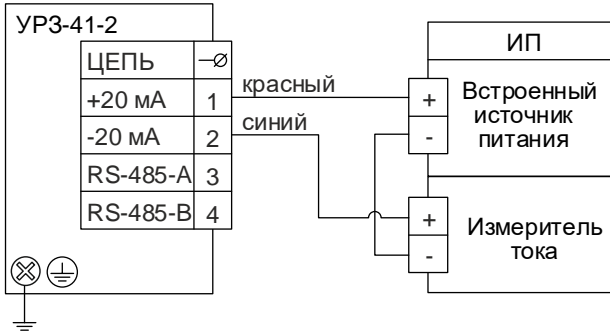 УРЗ-41-2
ЦЕПЬ
+20 мА 1
-20 мА 2
RS-485-А 3
RS-485-В 4
красный
синий
ИП
+
-
Встроенный
источник
питания
+
-
Измеритель
тока